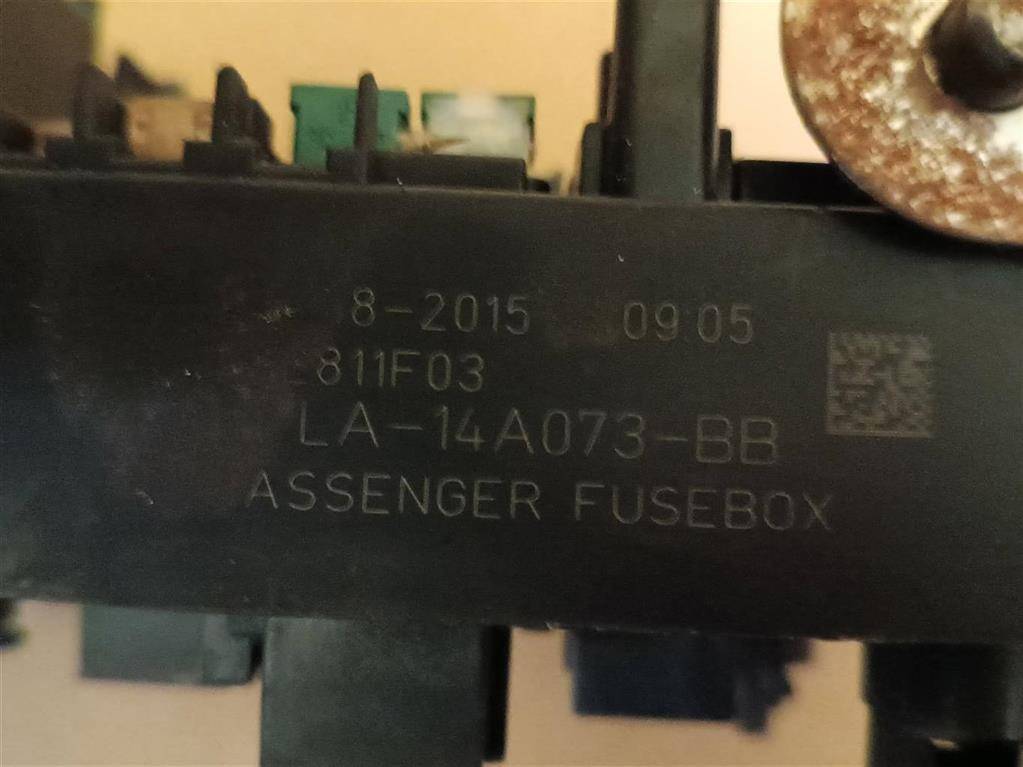 8-2015 09:05
811F03
LA-14A073-BB
ASSENGER FUSEBOX